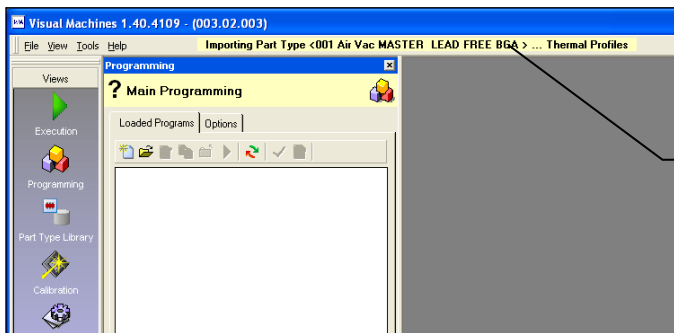 Visual Machines 1.40.4109 - (003.02.003)
File View Tools Help
Importing Part Type <001 Air Vac MASTER LEAD FREE BGA > ... Thermal Profiles
Views
Execution
Programming
Part Type Library
Calibration
Programming
? Main Programming
Loaded Programs
Options